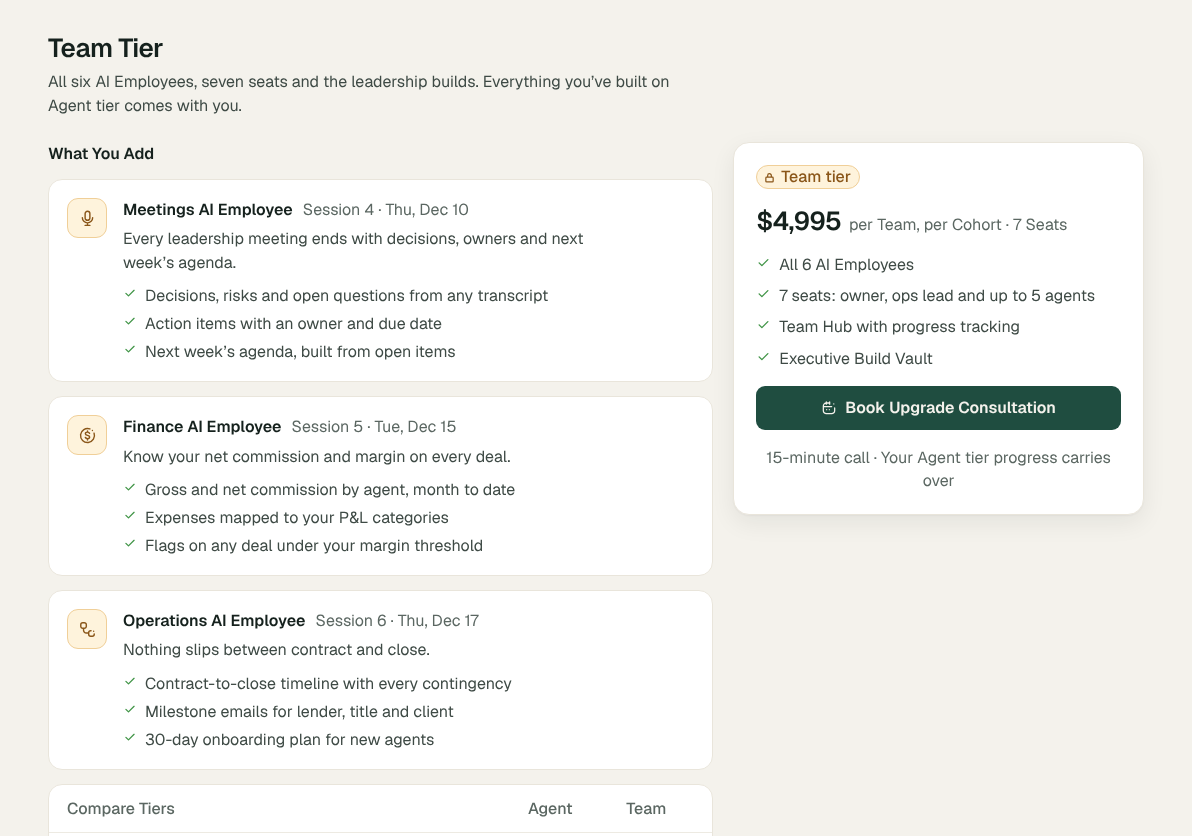 Team Tier
All six AI Employees, seven seats and the leadership builds. Everything you’ve built on
Agent tier comes with you.
What You Add
Meetings AI Employee Session 4 · Thu, Dec 10
Every leadership meeting ends with decisions, owners and next
week’s agenda.
Decisions, risks and open questions from any transcript
Action items with an owner and due date
Next week’s agenda, built from open items
Finance AI Employee Session 5 · Tue, Dec 15
Know your net commission and margin on every deal.
Gross and net commission by agent, month to date
Expenses mapped to your P&L categories
Flags on any deal under your margin threshold
Operations AI Employee Session 6 · Thu, Dec 17
Nothing slips between contract and close.
Contract-to-close timeline with every contingency
Milestone emails for lender, title and client
30-day onboarding plan for new agents
Compare Tiers Agent Team
Team tier
$4,995 per Team, per Cohort · 7 Seats
All 6 AI Employees
7 seats: owner, ops lead and up to 5 agents
Team Hub with progress tracking
Executive Build Vault
Book Upgrade Consultation
15-minute call · Your Agent tier progress carries
over